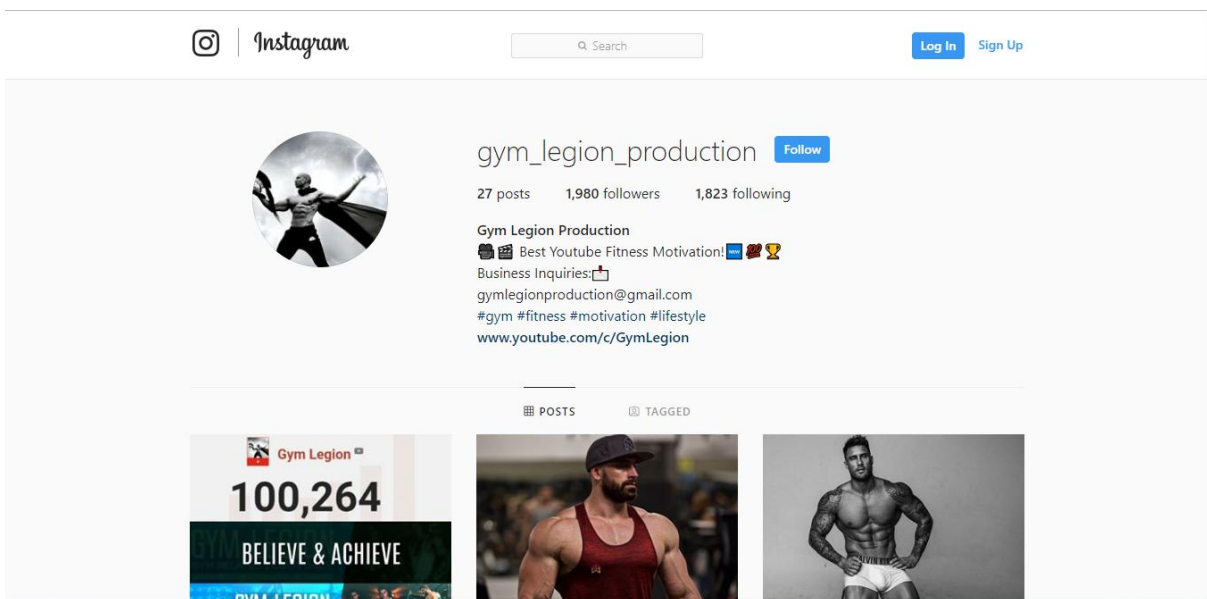 Instagram
Search
Log In
Sign Up
gym_legion_production
Follow
27 posts 1,980 followers 1,823 following
Gym Legion Production
🎥🎬 Best Youtube Fitness Motivation!🆕💯🏆
Business Inquiries:📩
gymlegionproduction@gmail.com
#gym #fitness #motivation #lifestyle
www.youtube.com/c/GymLegion
POSTS
TAGGED
Gym Legion
100,264
BELIEVE & ACHIEVE
GYM LEGION